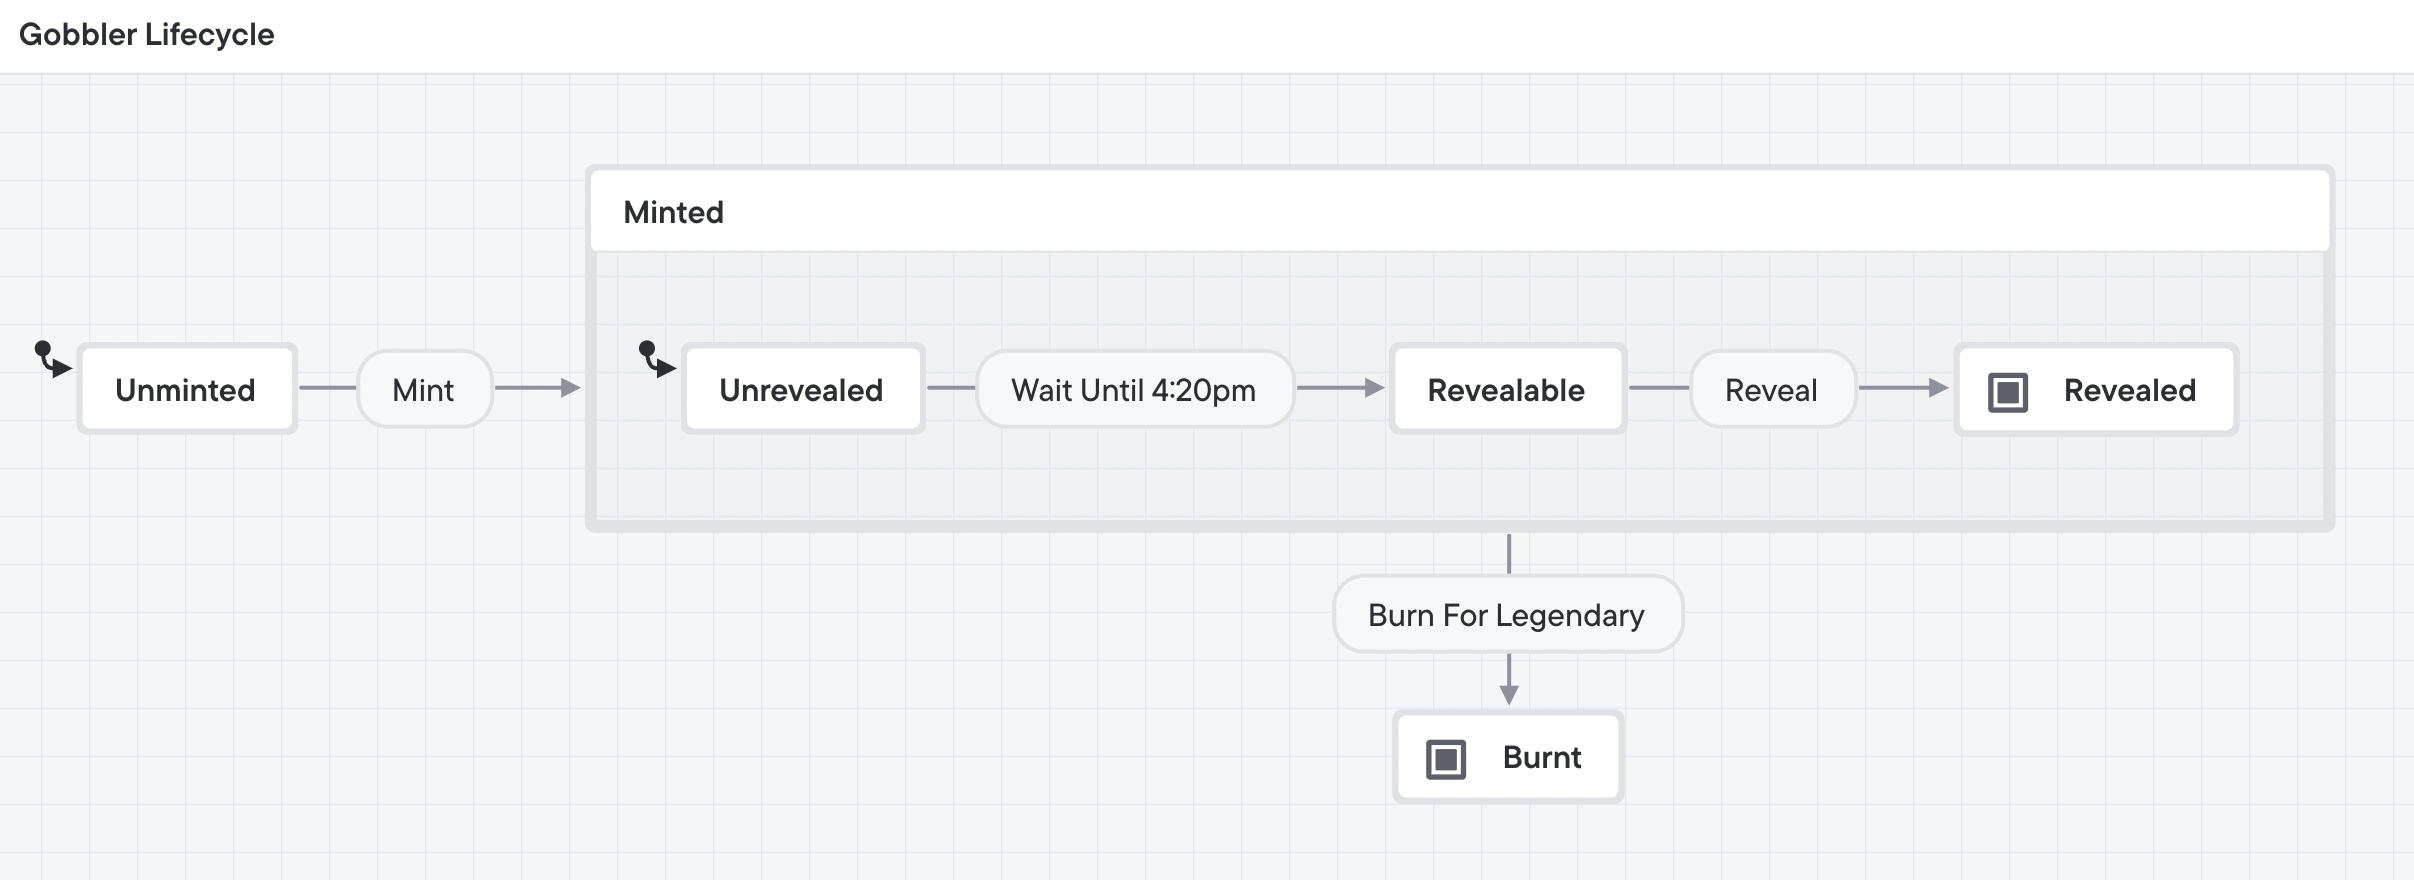 Gobbler Lifecycle
Minted
Unminted
Mint
Unrevealed
Wait Until 4:20pm
Revealable
Reveal
Revealed
Burn For Legendary
Burnt